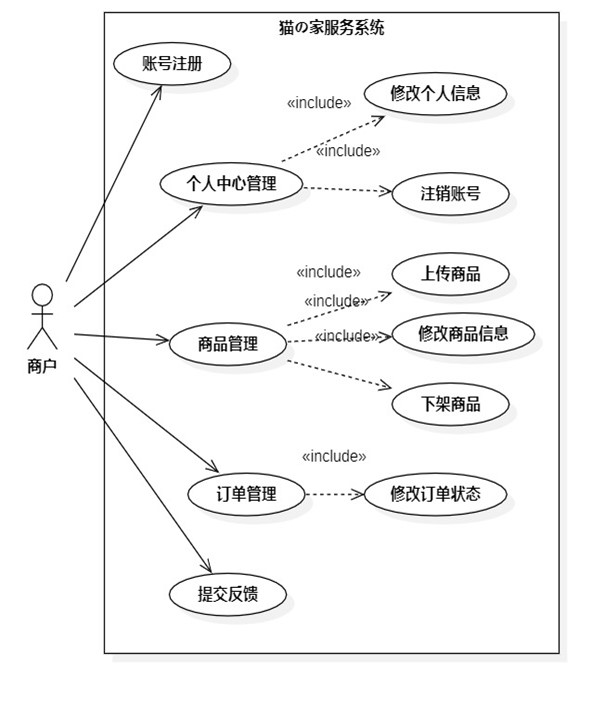 猫の家服务系统
账号注册
«include»
修改个人信息
«include»
个人中心管理
注销账号
«include»
上传商品
«include»
商户
商品管理
«include»
修改商品信息
下架商品
«include»
订单管理
修改订单状态
提交反馈